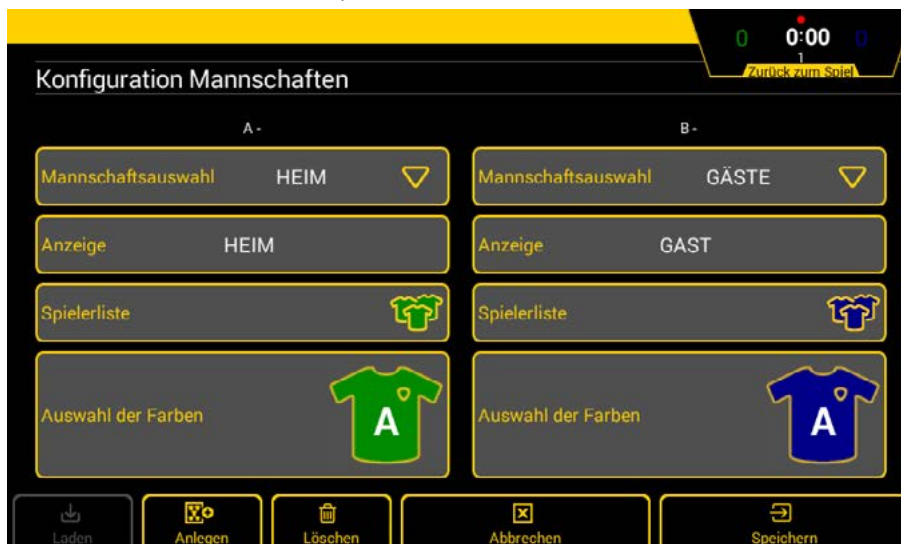 0 0:00 0
1
Zurück zum Spiel
Konfiguration Mannschaften
A -
B -
Mannschaftsauswahl HEIM
Mannschaftsauswahl GÄSTE
Anzeige HEIM
Anzeige GAST
Spielerliste
Spielerliste
Auswahl der Farben A
Auswahl der Farben A
Laden
Anlegen
Löschen
Abbrechen
Speichern